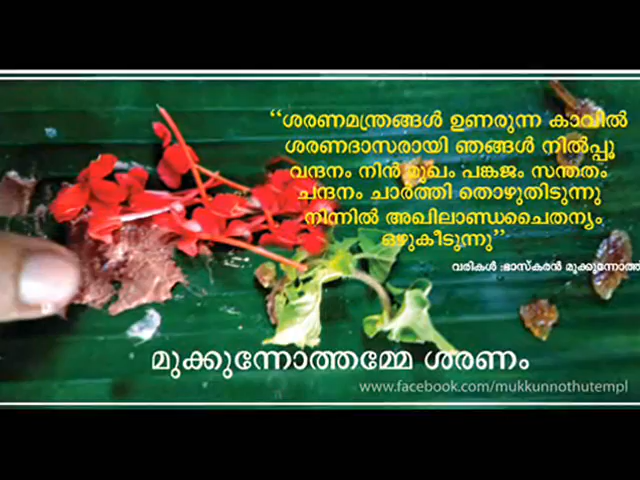 “ശരണമന്ത്രങ്ങൾ ഉണരുന്ന കാവിൽ
ശരണദാസരായി ഞങ്ങൾ നിൽപ്പൂ
വന്ദനം നിൻ മുഖം പങ്കജം സന്തതം
ചന്ദനം ചാർത്തി തൊഴുതിടുന്നു
നിന്നിൽ അഖിലാണ്ഡചൈതന്യം
ഒഴുകീടുന്നു”
വരികൾ :ഭാസ്കരൻ മുക്കുന്നോത്ത്
മുക്കുന്നോത്തമ്മേ ശരണം
www.facebook.com/mukkunnothutempl